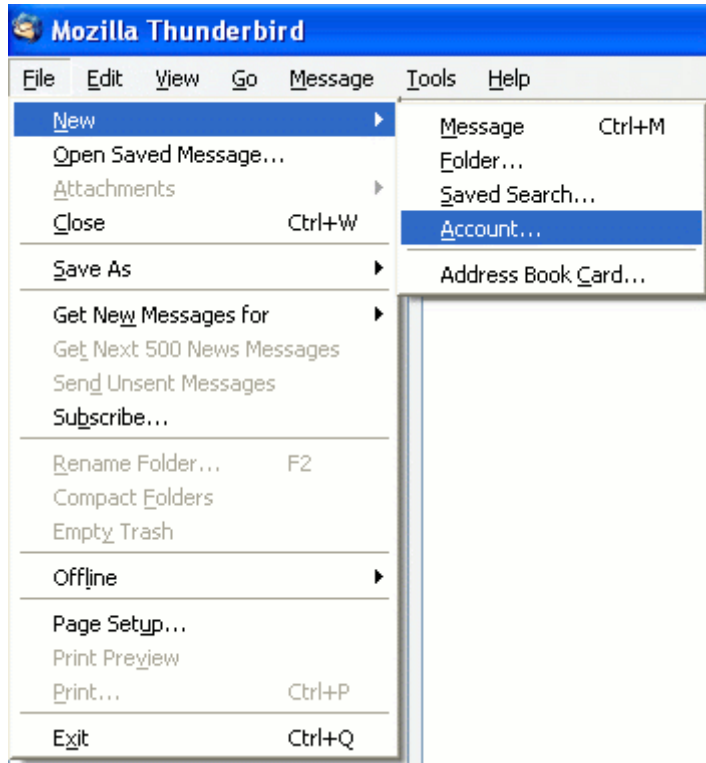 Mozilla Thunderbird
File Edit View Go Message Tools Help
New
Open Saved Message...
Attachments
Close Ctrl+W
Save As
Get New Messages for
Get Next 500 News Messages
Send Unsent Messages
Subscribe...
Rename Folder... F2
Compact Folders
Empty Trash
Offline
Page Setup...
Print Preview
Print... Ctrl+P
Exit Ctrl+Q
Message Ctrl+M
Folder...
Saved Search...
Account...
Address Book Card...